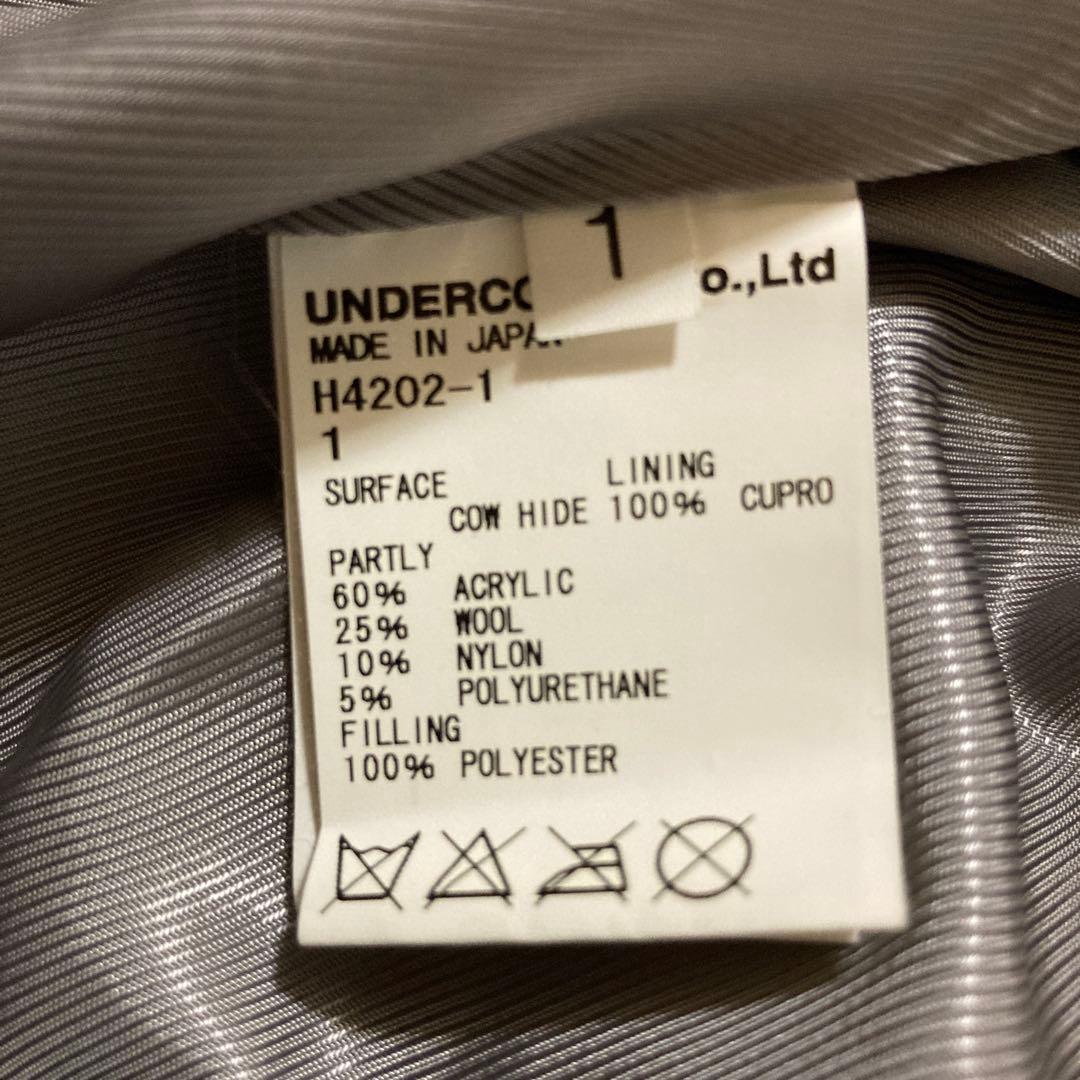 1
UNDERCO o.,Ltd
MADE IN JAPAN
H4202-1
1
SURFACE LINING
COW HIDE 100% CUPRO
PARTLY
60% ACRYLIC
25% WOOL
10% NYLON
5% POLYURETHANE
FILLING
100% POLYESTER